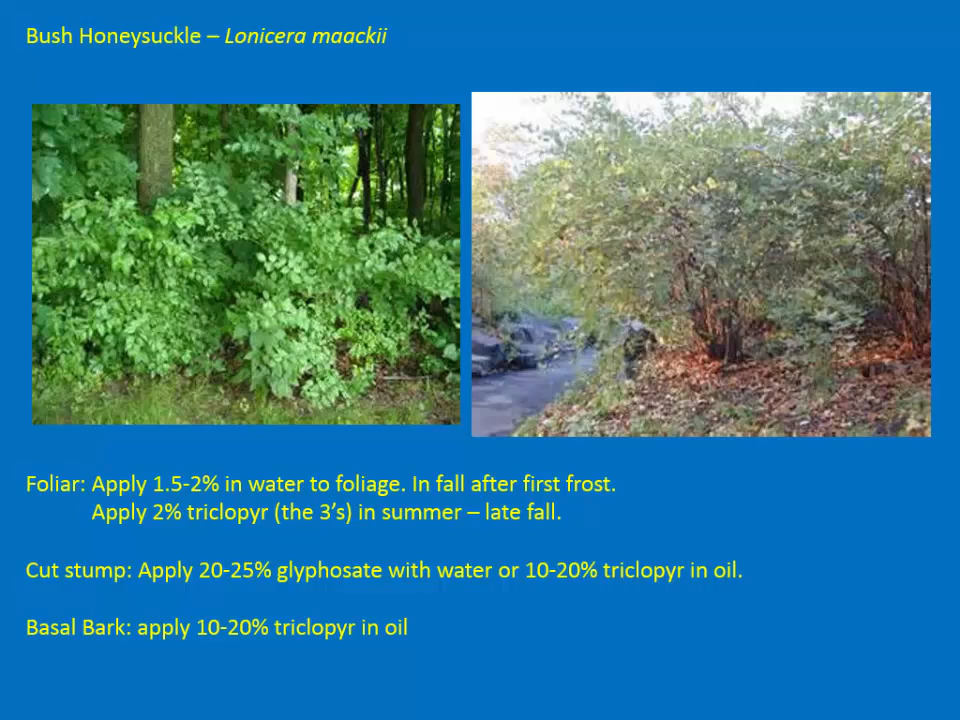 Bush Honeysuckle – Lonicera maackii
Foliar: Apply 1.5-2% in water to foliage. In fall after first frost.
Apply 2% triclopyr (the 3’s) in summer – late fall.
Cut stump: Apply 20-25% glyphosate with water or 10-20% triclopyr in oil.
Basal Bark: apply 10-20% triclopyr in oil